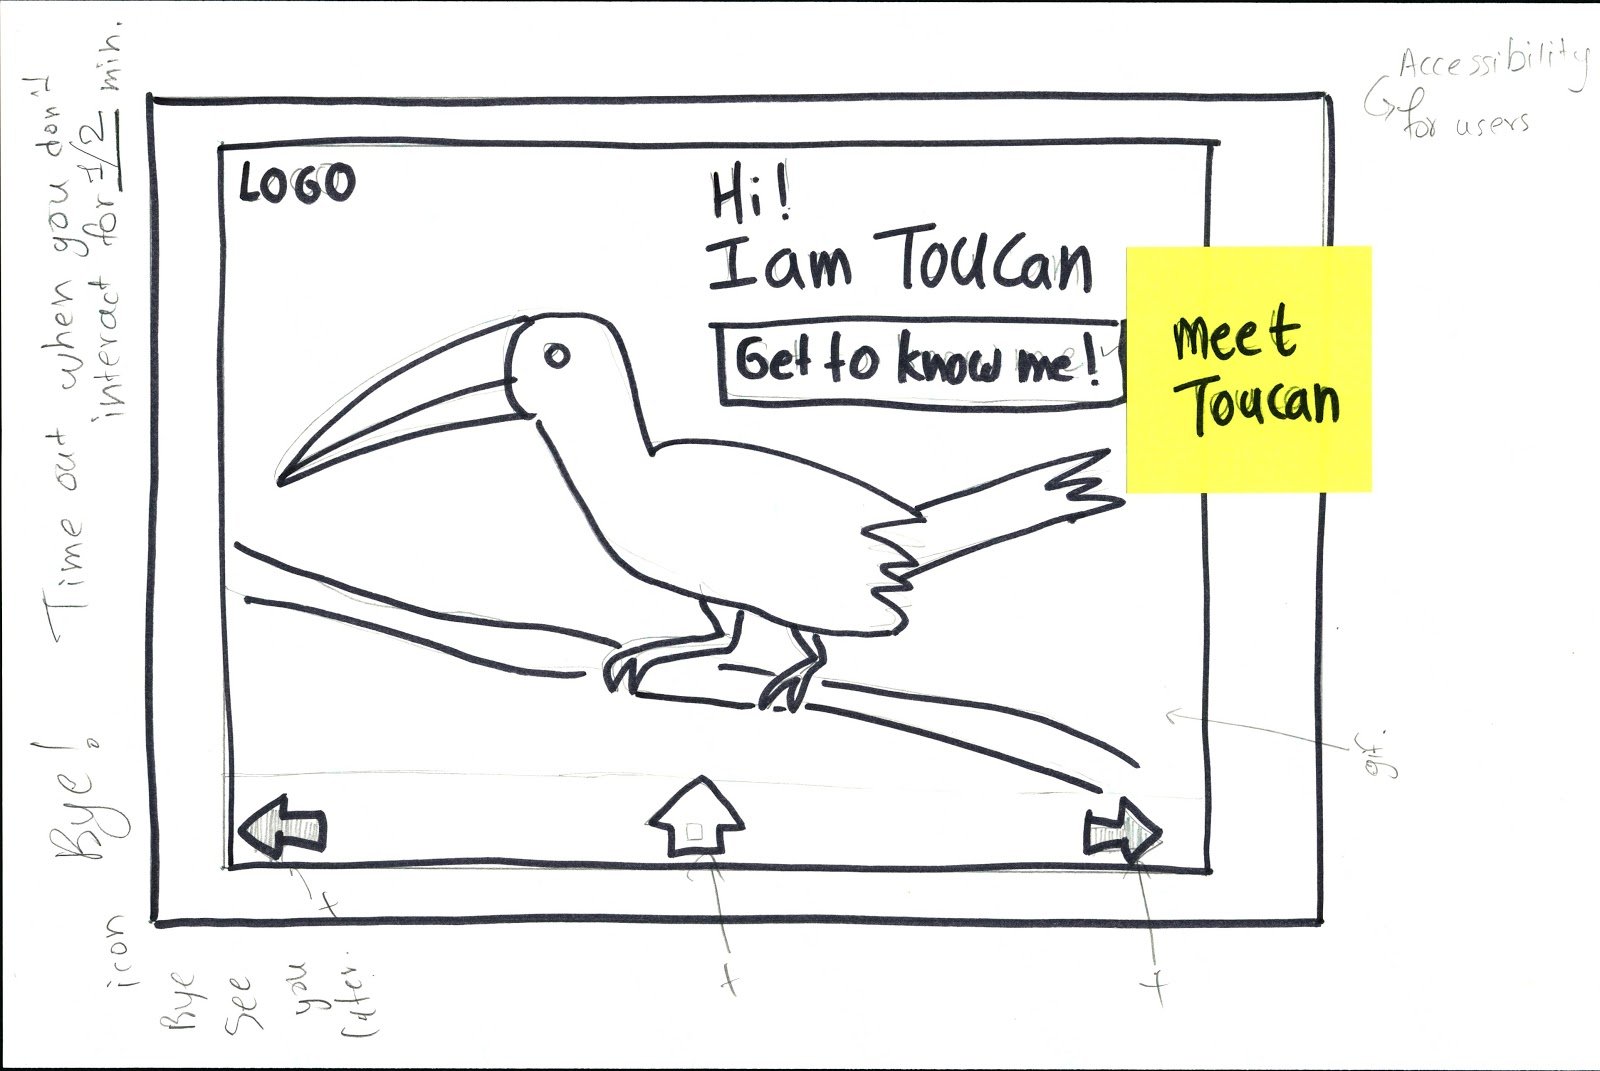 Accessibility
for users
LOGO
Hi!
I am Toucan
Get to know me!
meet
Toucan
gif.
Bye! Time out when you don't
interact for 1/2 min.
icon
Bye
See
you
later.